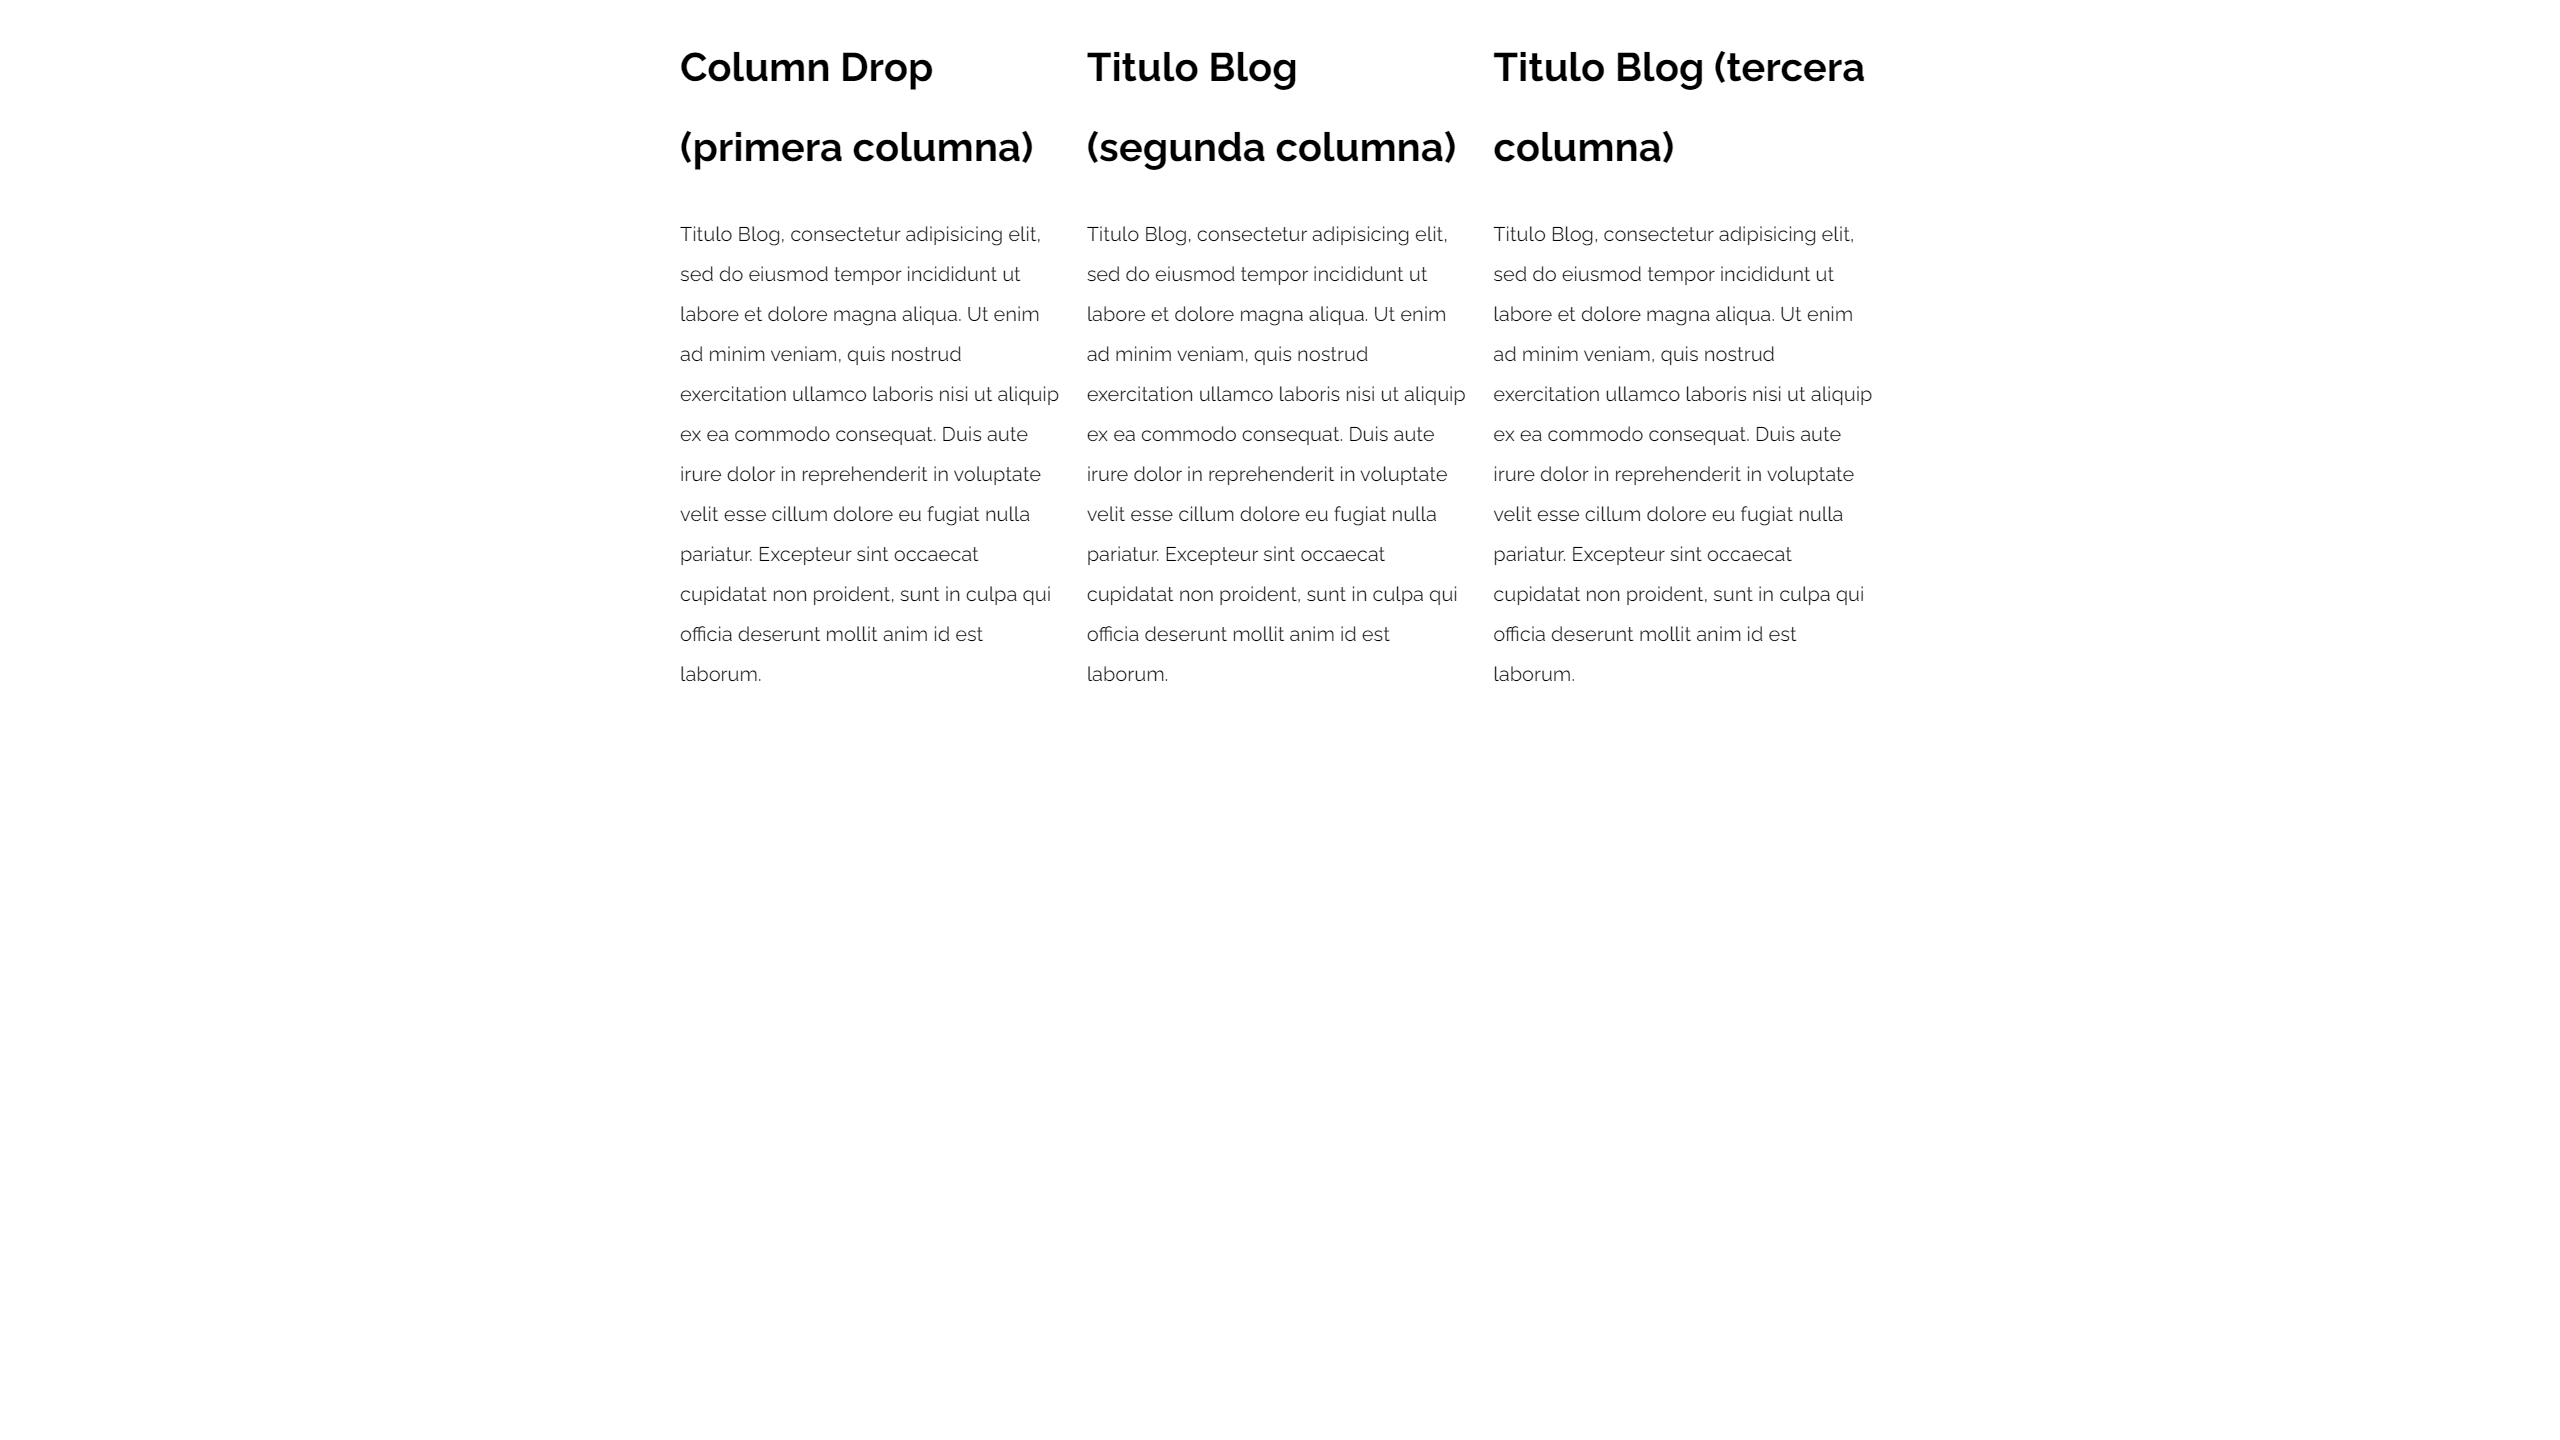 Column Drop
(primera columna)
Titulo Blog, consectetur adipisicing elit,
sed do eiusmod tempor incididunt ut
labore et dolore magna aliqua. Ut enim
ad minim veniam, quis nostrud
exercitation ullamco laboris nisi ut aliquip
ex ea commodo consequat. Duis aute
irure dolor in reprehenderit in voluptate
velit esse cillum dolore eu fugiat nulla
pariatur. Excepteur sint occaecat
cupidatat non proident, sunt in culpa qui
officia deserunt mollit anim id est
laborum.
Titulo Blog
(segunda columna)
Titulo Blog, consectetur adipisicing elit,
sed do eiusmod tempor incididunt ut
labore et dolore magna aliqua. Ut enim
ad minim veniam, quis nostrud
exercitation ullamco laboris nisi ut aliquip
ex ea commodo consequat. Duis aute
irure dolor in reprehenderit in voluptate
velit esse cillum dolore eu fugiat nulla
pariatur. Excepteur sint occaecat
cupidatat non proident, sunt in culpa qui
officia deserunt mollit anim id est
laborum.
Titulo Blog (tercera
columna)
Titulo Blog, consectetur adipisicing elit,
sed do eiusmod tempor incididunt ut
labore et dolore magna aliqua. Ut enim
ad minim veniam, quis nostrud
exercitation ullamco laboris nisi ut aliquip
ex ea commodo consequat. Duis aute
irure dolor in reprehenderit in voluptate
velit esse cillum dolore eu fugiat nulla
pariatur. Excepteur sint occaecat
cupidatat non proident, sunt in culpa qui
officia deserunt mollit anim id est
laborum.